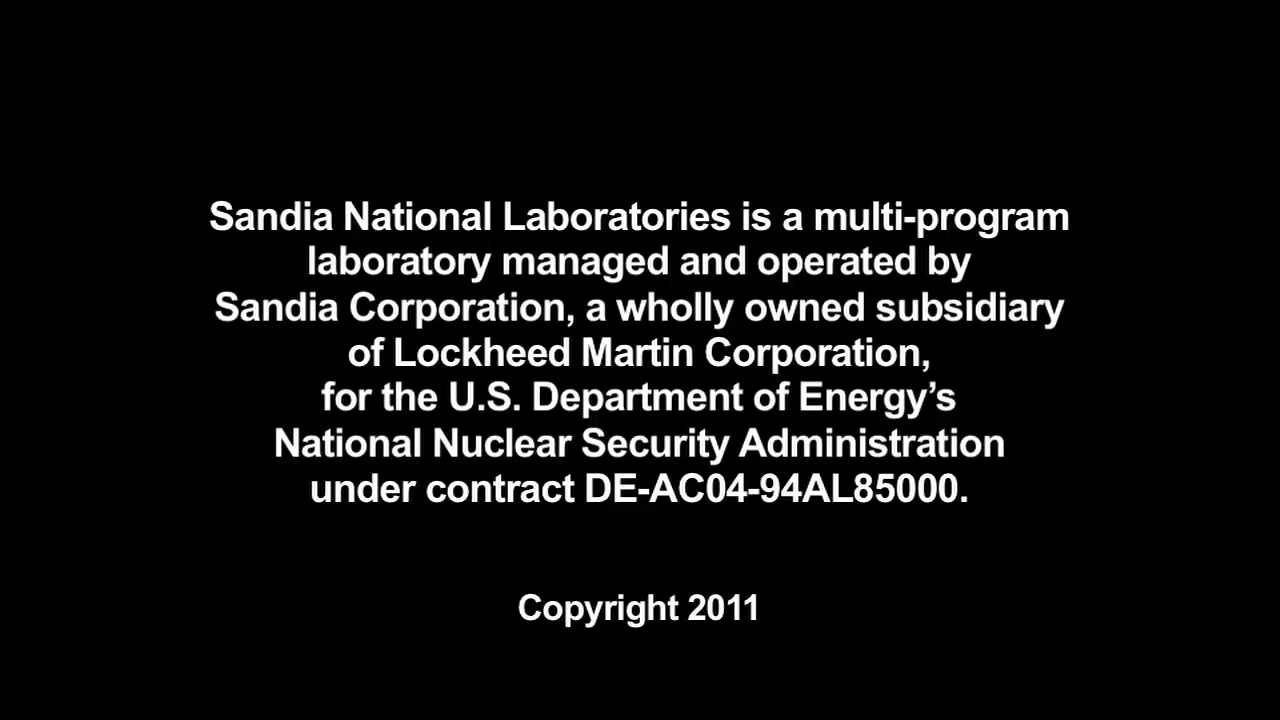 Sandia National Laboratories is a multi-program
laboratory managed and operated by
Sandia Corporation, a wholly owned subsidiary
of Lockheed Martin Corporation,
for the U.S. Department of Energy’s
National Nuclear Security Administration
under contract DE-AC04-94AL85000.
Copyright 2011